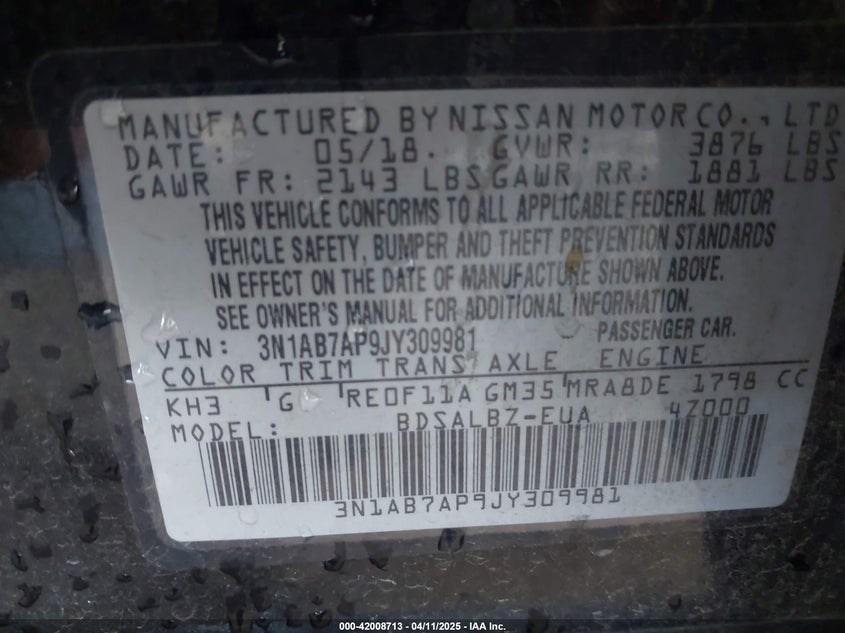 MANUFACTURED BY NISSAN MOTOR CO., LTD
DATE: 05/18. GVWR: 3876 LBS
GAWR FR: 2143 LBS GAWR RR: 1881 LBS
THIS VEHICLE CONFORMS TO ALL APPLICABLE FEDERAL MOTOR
VEHICLE SAFETY, BUMPER AND THEFT PREVENTION STANDARDS
IN EFFECT ON THE DATE OF MANUFACTURE SHOWN ABOVE.
SEE OWNER'S MANUAL FOR ADDITIONAL INFORMATION.
VIN: 3N1AB7AP9JY309981 PASSENGER CAR.
COLOR TRIM TRANS AXLE ENGINE
KH3 G RE0F11A GM35 MRA8DE 1798 CC
MODEL: BDSALBZ-EUA 4Z000
3N1AB7AP9JY309981
000-42008713 - 04/11/2025 - IAA Inc.